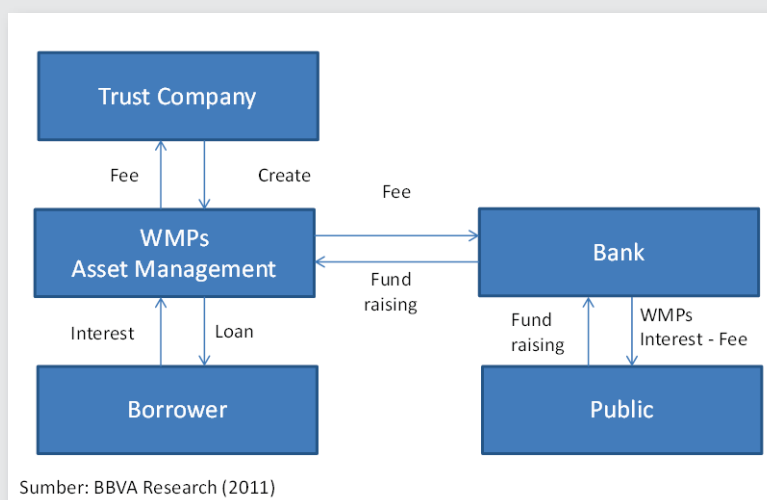 Trust Company
Fee
Create
Fee
WMPs
Asset Management
Bank
Fund
raising
Interest
Loan
Fund
raising
WMPs
Interest - Fee
Borrower
Public
Sumber: BBVA Research (2011)